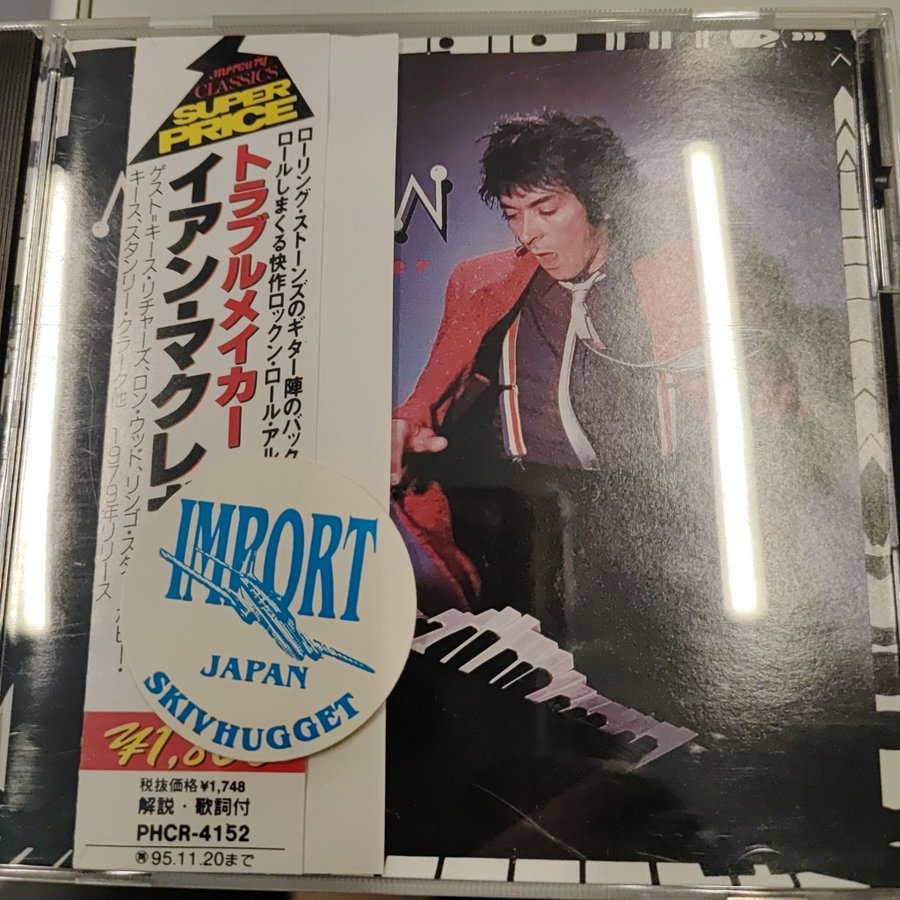 mercury
CLASSICS
SUPER
PRICE
ローリング・ストーンズのギター陣のバック
ロールしまくる快作ロックン・ロール・アル
トラブルメイカー
イアン・マクレ
ゲスト=キース・リチャーズ、ロン・ウッド、リンゴ・スタ
キース、スタンリー・クラーク他 1979年リリース
IMPORT
JAPAN
SKIVHUGGET
税抜価格¥1,748
解説・歌詞付
PHCR-4152
95.11.20まで